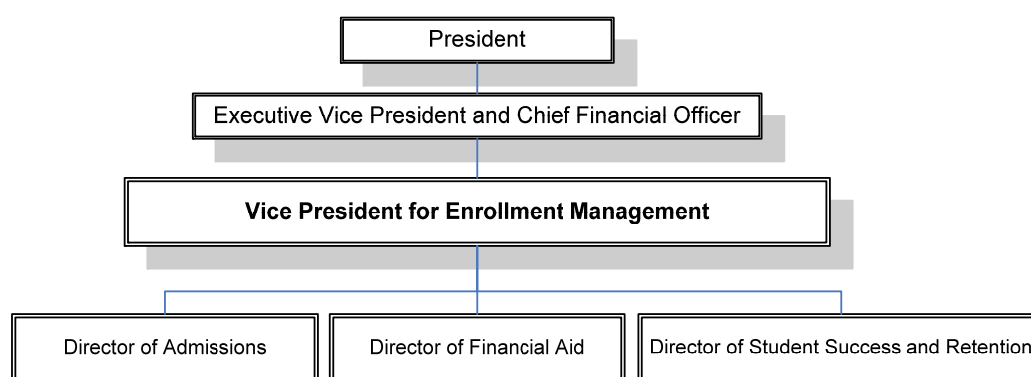 President
Executive Vice President and Chief Financial Officer
Vice President for Enrollment Management
Director of Admissions
Director of Financial Aid
Director of Student Success and Retention